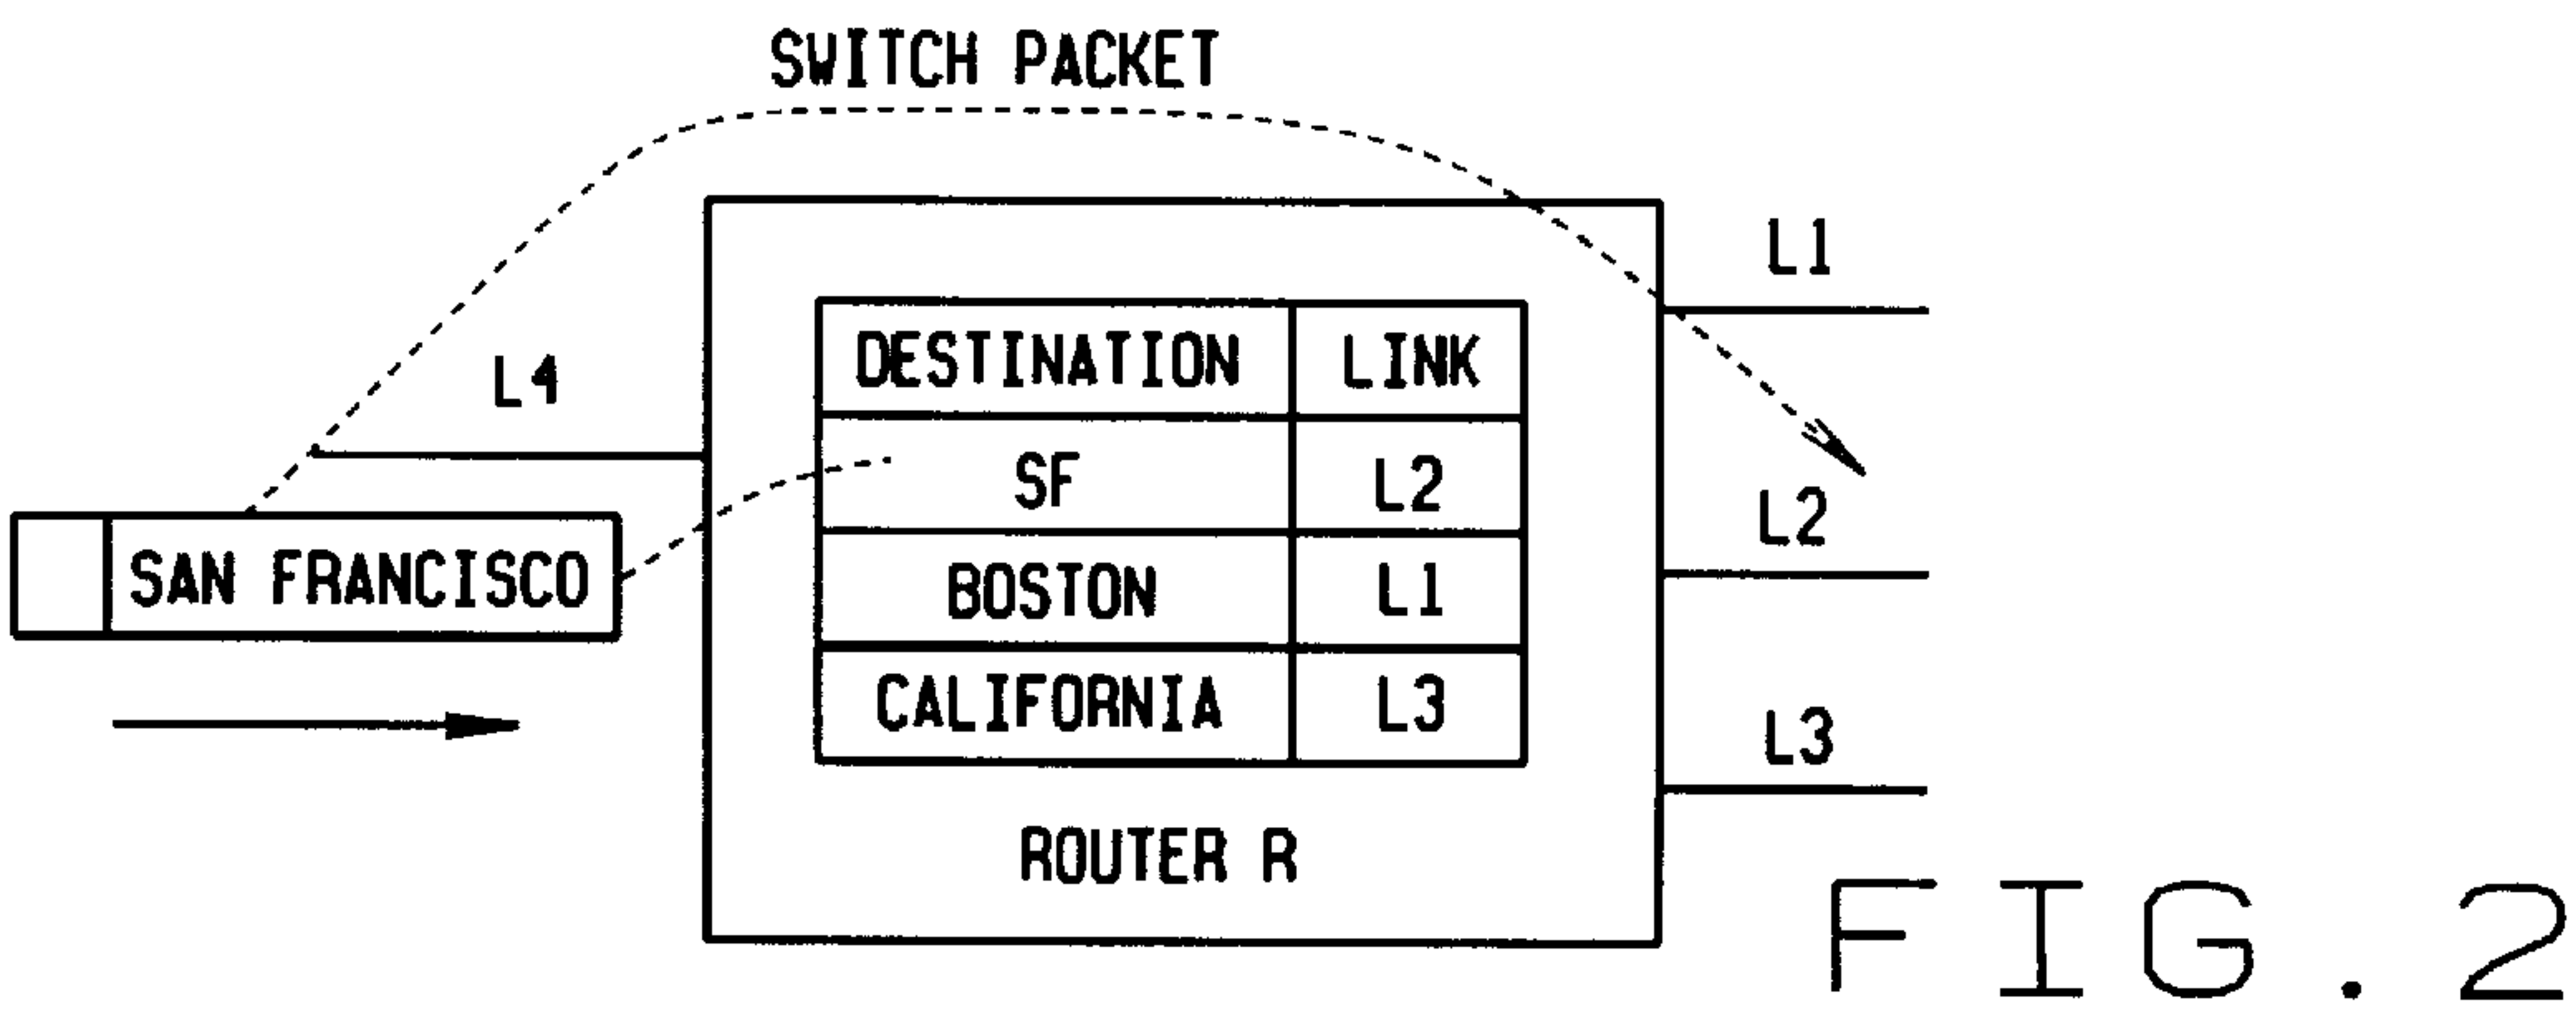 SWITCH PACKET
L1
L4
DESTINATION LINK
SF L2
L2
SAN FRANCISCO
BOSTON L1
CALIFORNIA L3
L3
ROUTER R
FIG.2